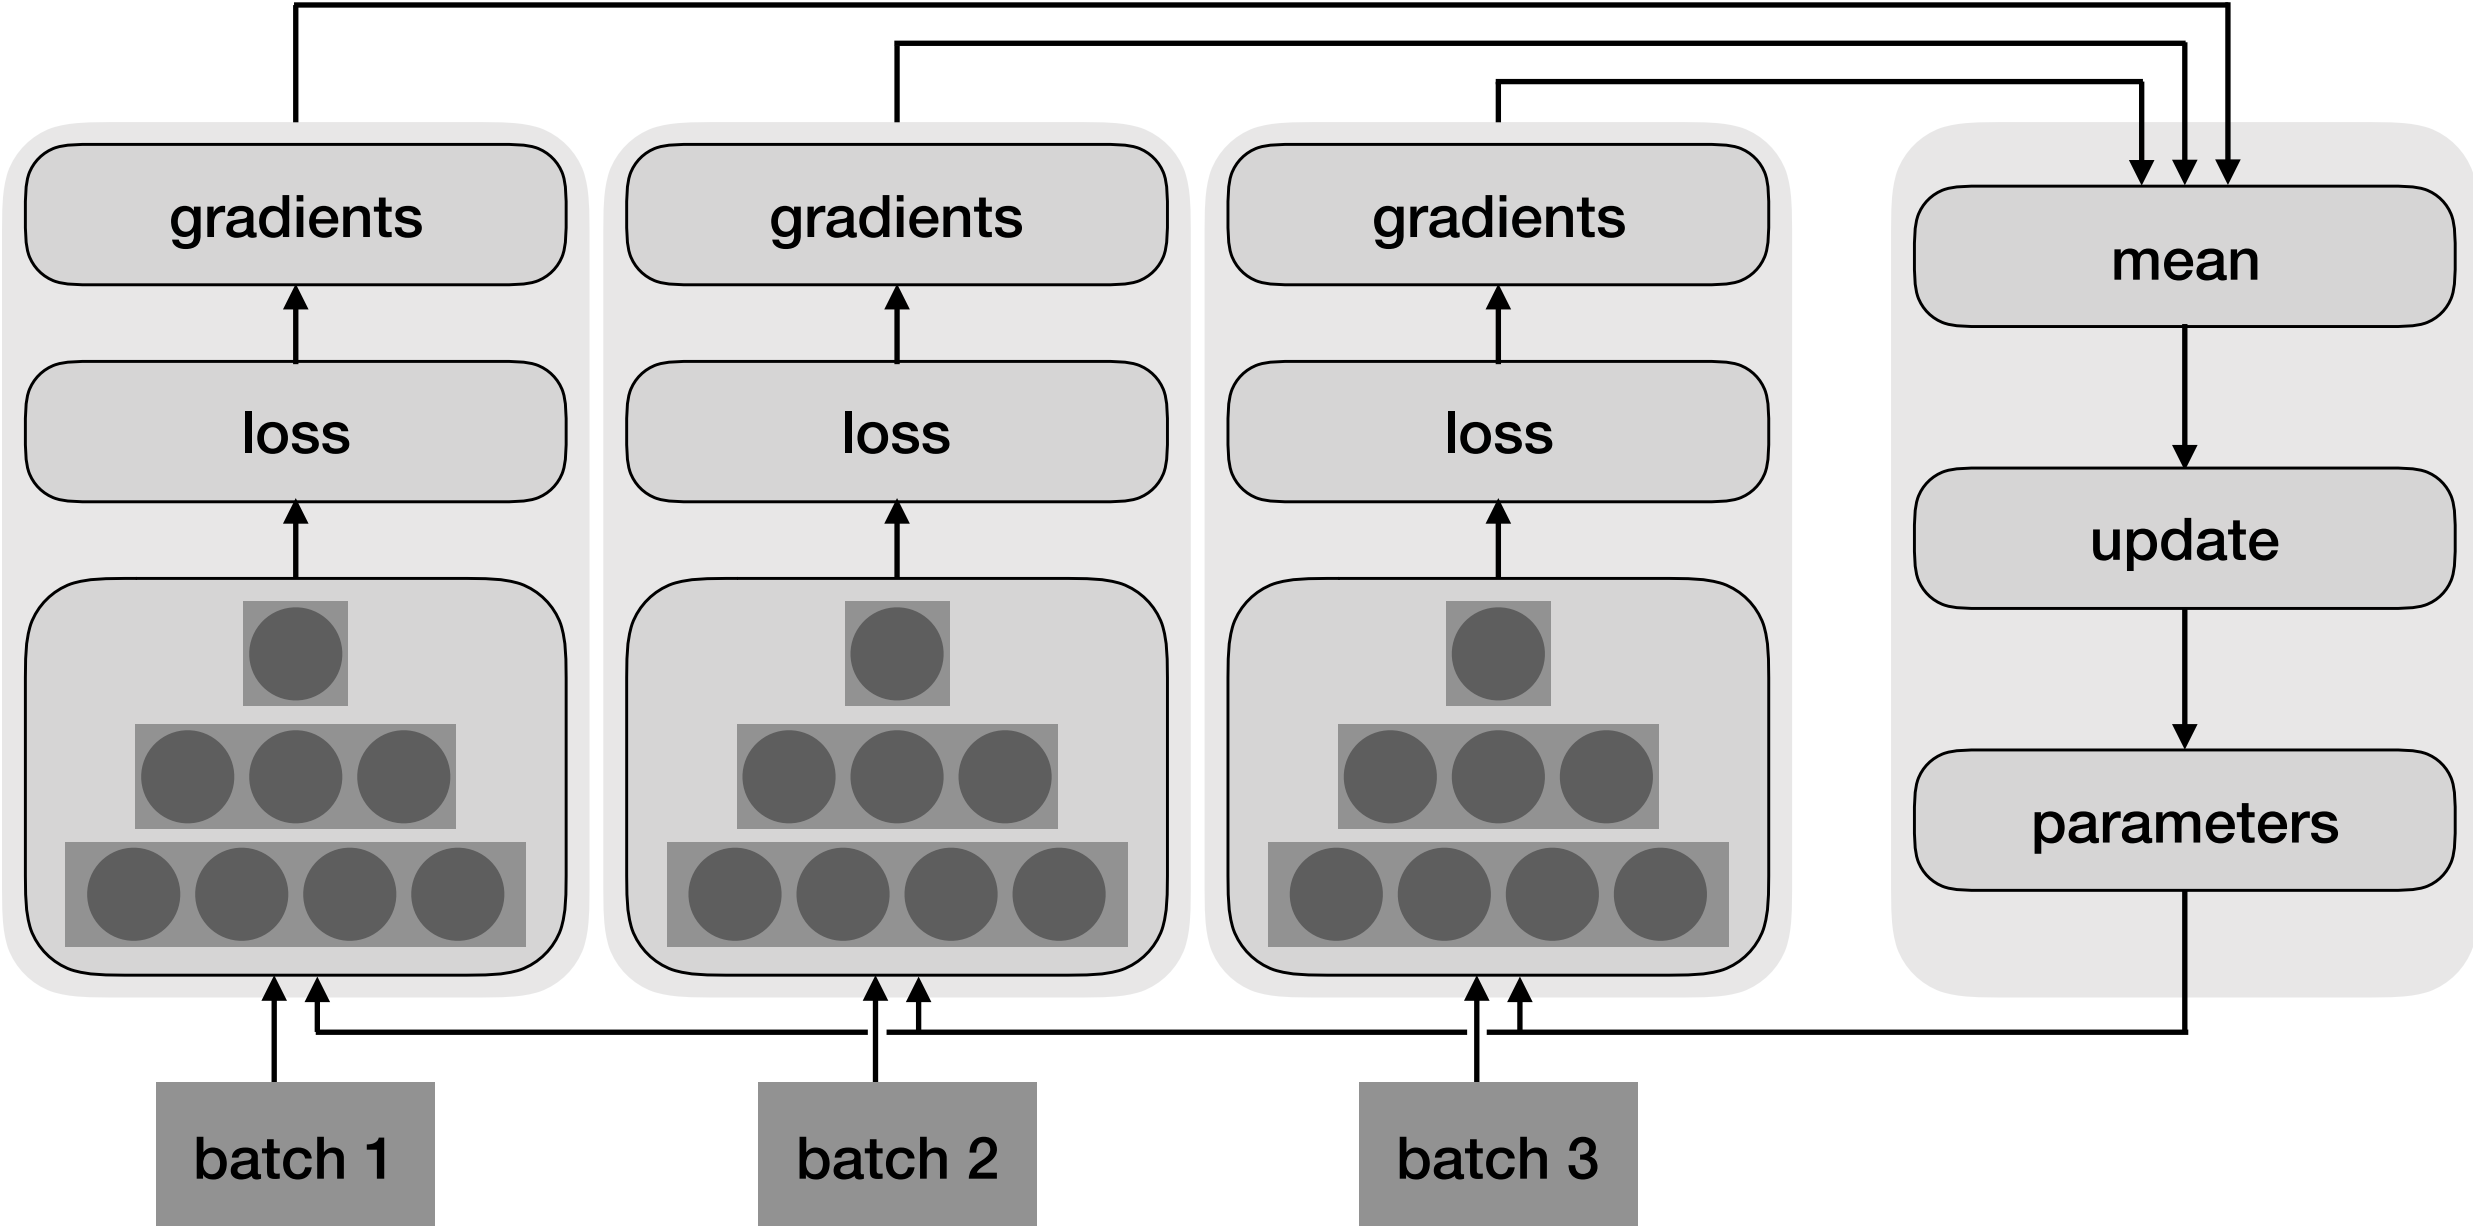 gradients
gradients
gradients
mean
loss
loss
loss
update
parameters
batch 1
batch 2
batch 3